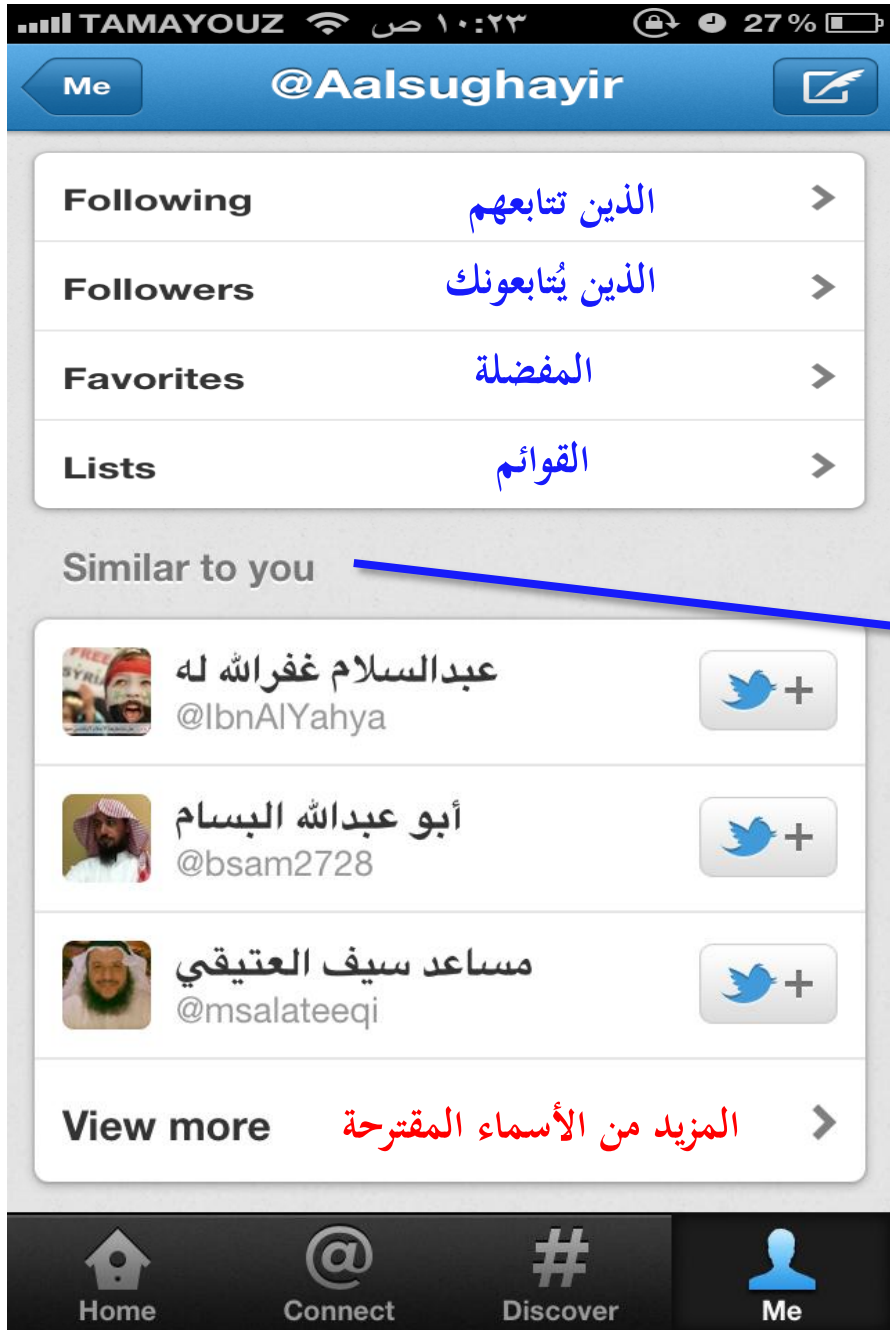 TAMAYOUZ ١٠:٢٣ ص 27%
Me @Aalsughayir
Following الذين تتابعهم
Followers الذين يُتابعونك
Favorites المفضلة
Lists القوائم
Similar to you
عبدالسلام غفرالله له
@IbnAlYahya
أبو عبدالله البسام
@bsam2728
مساعد سيف العتيقي
@msalateeqi
View more المزيد من الأسماء المقترحة
Home Connect Discover Me